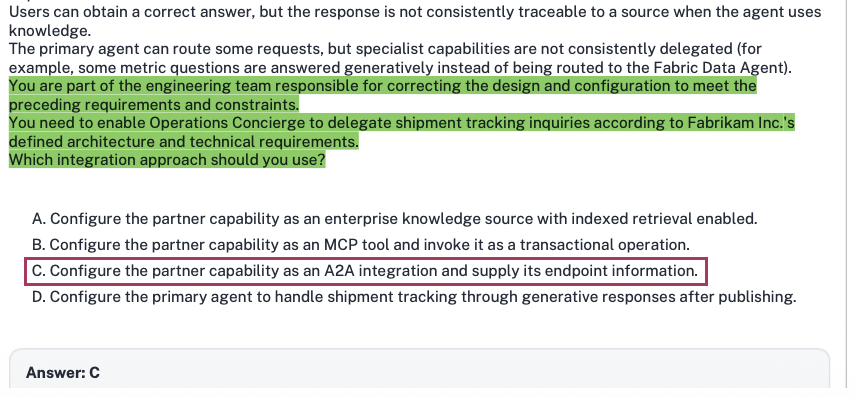 Users can obtain a correct answer, but the response is not consistently traceable to a source when the agent uses
knowledge.
The primary agent can route some requests, but specialist capabilities are not consistently delegated (for
example, some metric questions are answered generatively instead of being routed to the Fabric Data Agent).
You are part of the engineering team responsible for correcting the design and configuration to meet the
preceding requirements and constraints.
You need to enable Operations Concierge to delegate shipment tracking inquiries according to Fabrikam Inc.'s
defined architecture and technical requirements.
Which integration approach should you use?
A. Configure the partner capability as an enterprise knowledge source with indexed retrieval enabled.
B. Configure the partner capability as an MCP tool and invoke it as a transactional operation.
C. Configure the partner capability as an A2A integration and supply its endpoint information.
D. Configure the primary agent to handle shipment tracking through generative responses after publishing.
Answer: C